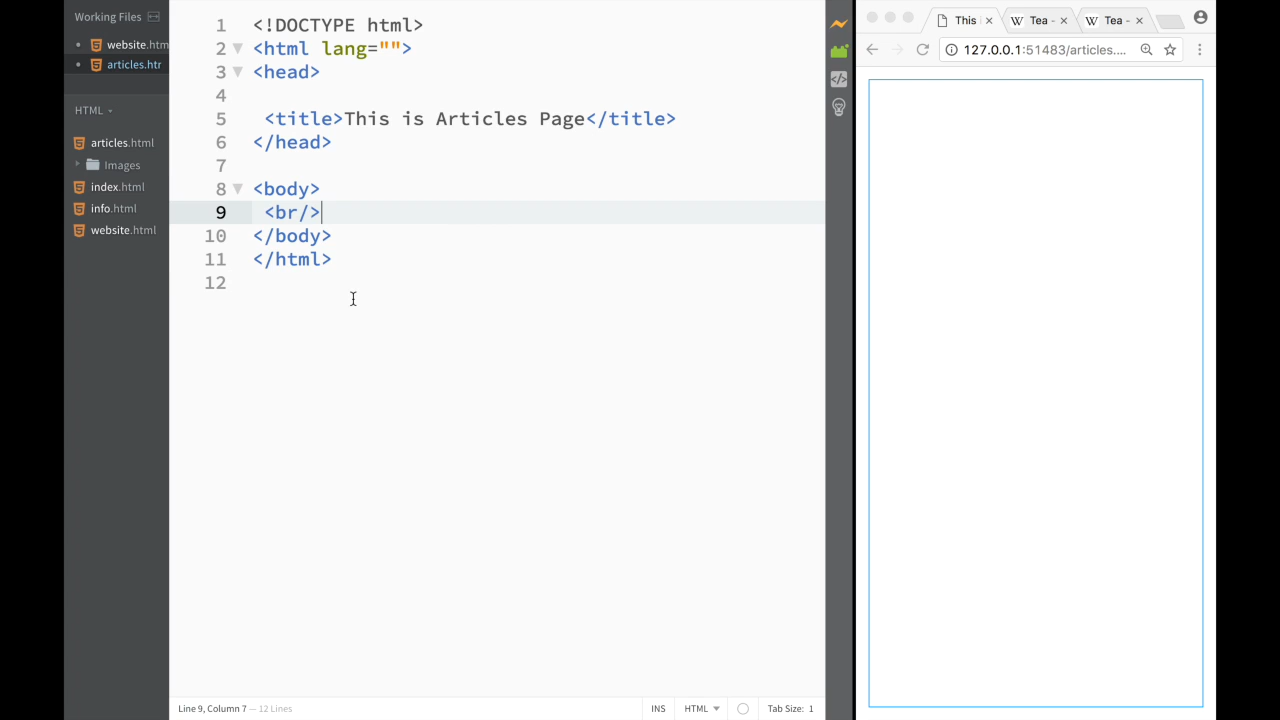 Working Files
website.htm
articles.htr
HTML
articles.html
Images
index.html
info.html
website.html
1 <!DOCTYPE html>
2 <html lang="">
3 <head>
4
5 <title>This is Articles Page</title>
6 </head>
7
8 <body>
9 <br/>
10 </body>
11 </html>
12
Line 9, Column 7 — 12 Lines
INS HTML Tab Size: 1
This Tea - Tea -
127.0.0.1:51483/articles....